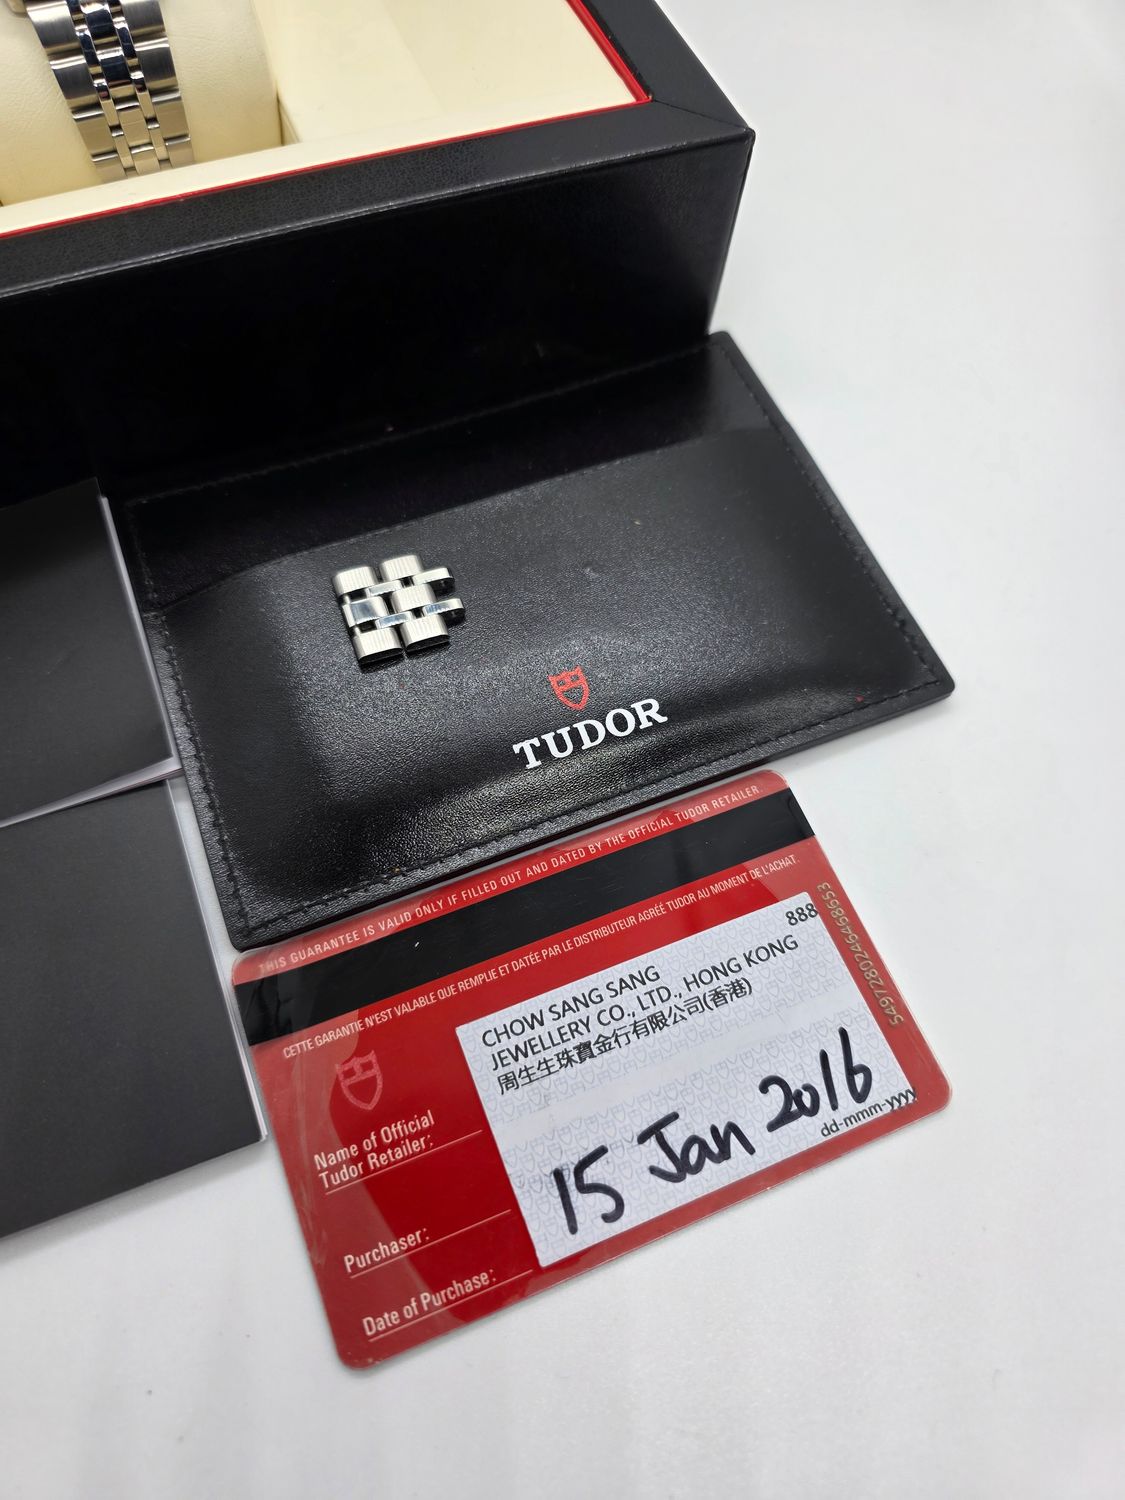 TUDOR
THIS GUARANTEE IS VALID ONLY IF FILLED OUT AND DATED BY THE OFFICIAL TUDOR RETAILER.
CETTE GARANTIE N'EST VALABLE QUE REMPLIE ET DATÉE PAR LE DISTRIBUTEUR AGRÉÉ TUDOR AU MOMENT DE L'ACHAT.
888
CHOW SANG SANG
JEWELLERY CO., LTD., HONG KONG
周生生珠寶金行有限公司(香港)
15 Jan 2016
dd-mmm-yyyy
Name of Official
Tudor Retailer:
Purchaser:
Date of Purchase: